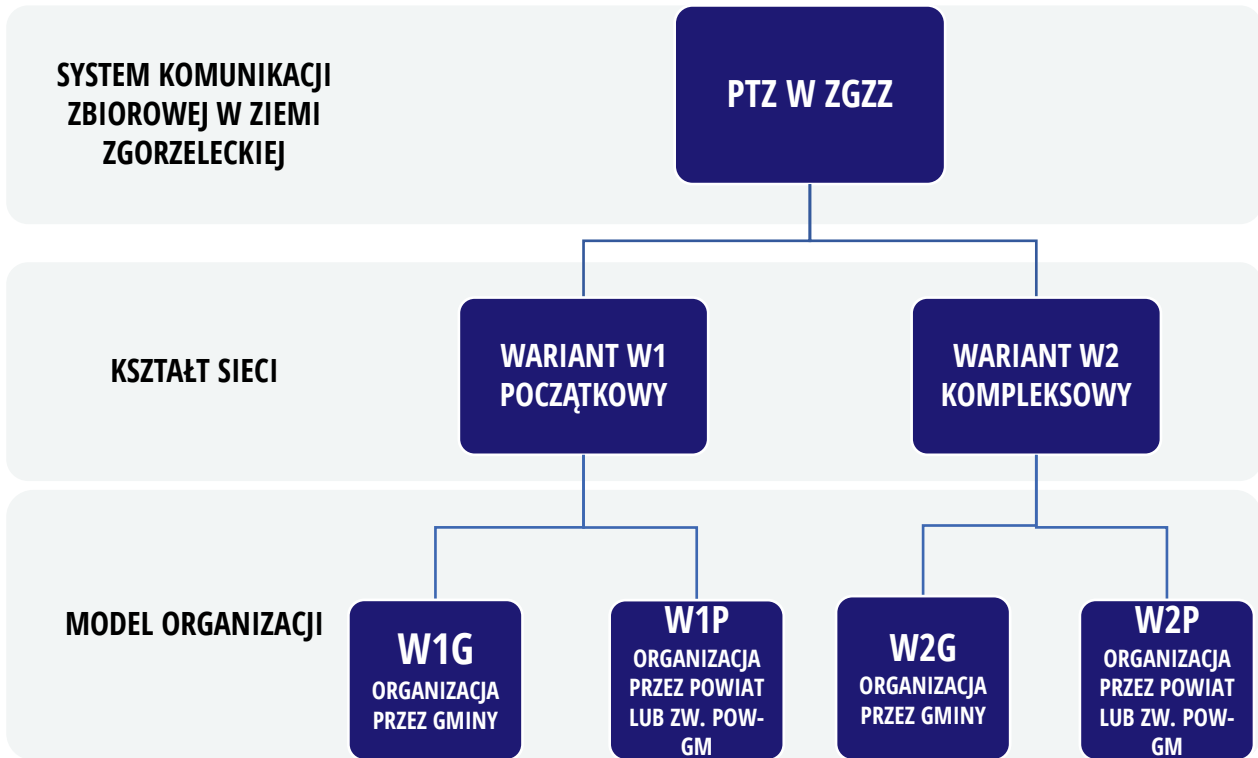 SYSTEM KOMUNIKACJI
ZBIOROWEJ W ZIEMI
ZGORZELECKIEJ
PTZ W ZGZZ
KSZTAŁT SIECI
WARIANT W1
POCZĄTKOWY
WARIANT W2
KOMPLEKSOWY
MODEL ORGANIZACJI
W1G
ORGANIZACJA
PRZEZ GMINY
W1P
ORGANIZACJA
PRZEZ POWIAT
LUB ZW. POW-
GM
W2G
ORGANIZACJA
PRZEZ GMINY
W2P
ORGANIZACJA
PRZEZ POWIAT
LUB ZW. POW-
GM